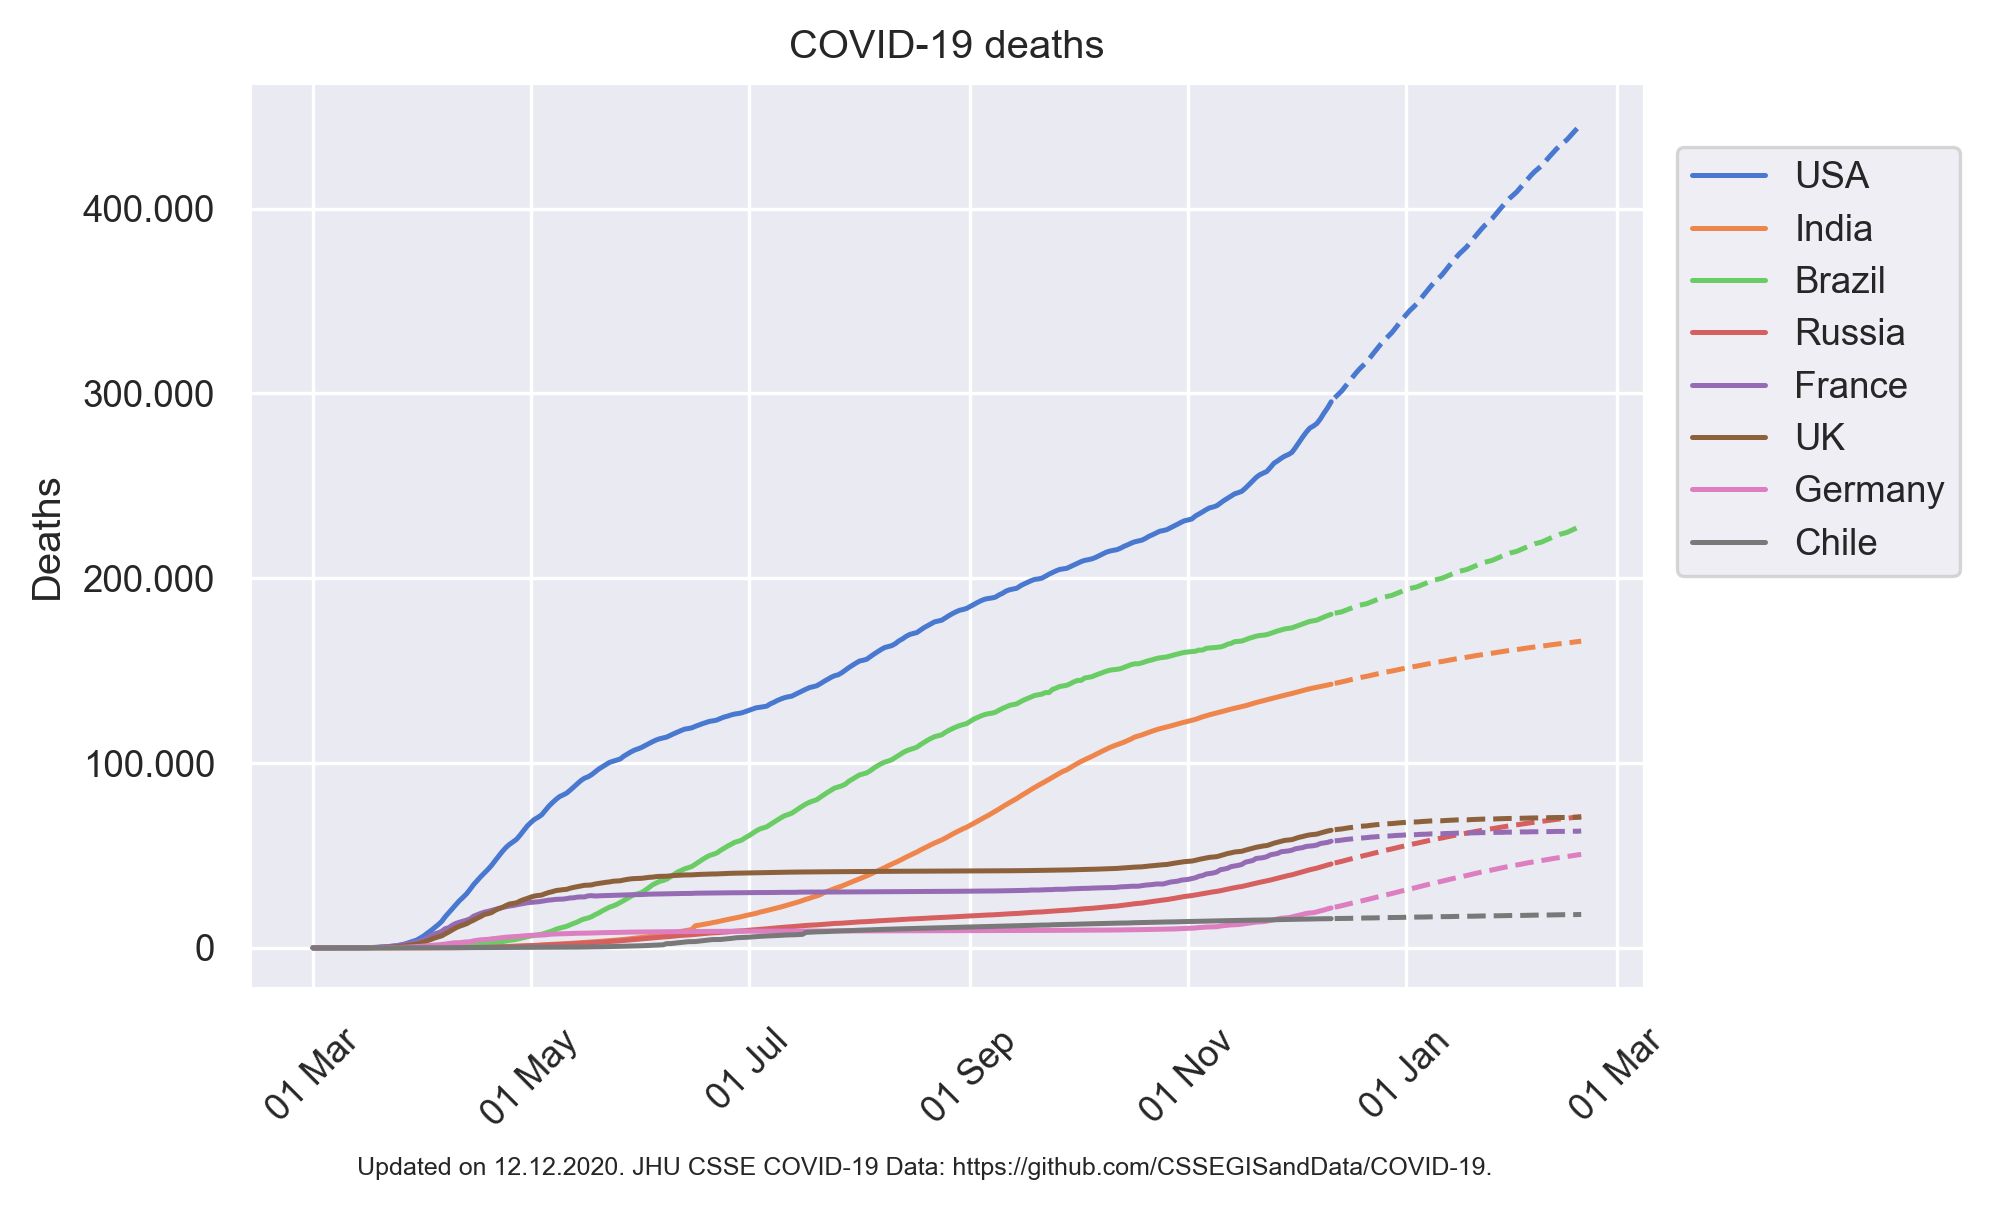 COVID-19 deaths
Deaths
400.000
300.000
200.000
100.000
0
USA
India
Brazil
Russia
France
UK
Germany
Chile
01 Mar
01 May
01 Jul
01 Sep
01 Nov
01 Jan
01 Mar
Updated on 12.12.2020. JHU CSSE COVID-19 Data: https://github.com/CSSEGISandData/COVID-19.